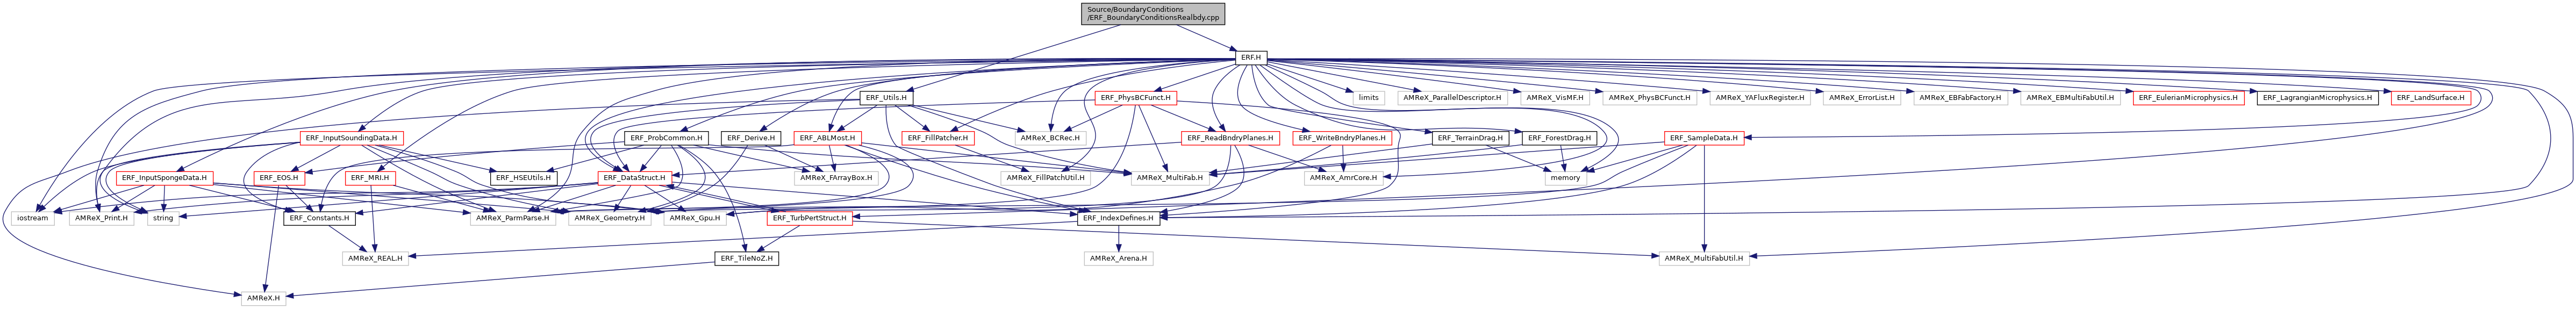 Source/BoundaryConditions
/ERF_BoundaryConditionsRealbdy.cpp
ERF.H
ERF_Utils.H
ERF_PhysBCFunct.H
limits
AMReX_ParallelDescriptor.H
AMReX_VisMF.H
AMReX_PhysBCFunct.H
AMReX_YAFluxRegister.H
AMReX_ErrorList.H
AMReX_EBFabFactory.H
AMReX_EBMultiFabUtil.H
ERF_EulerianMicrophysics.H
ERF_LagrangianMicrophysics.H
ERF_LandSurface.H
ERF_InputSoundingData.H
ERF_ProbCommon.H
ERF_Derive.H
ERF_ABLMost.H
ERF_FillPatcher.H
AMReX_BCRec.H
ERF_ReadBndryPlanes.H
ERF_WriteBndryPlanes.H
ERF_TerrainDrag.H
ERF_ForestDrag.H
ERF_SampleData.H
ERF_InputSpongeData.H
ERF_EOS.H
ERF_MRI.H
ERF_HSEUtils.H
ERF_DataStruct.H
AMReX_FArrayBox.H
AMReX_FillPatchUtil.H
AMReX_MultiFab.H
AMReX_AmrCore.H
memory
iostream
AMReX_Print.H
string
ERF_Constants.H
AMReX_ParmParse.H
AMReX_Geometry.H
AMReX_Gpu.H
ERF_TurbPertStruct.H
ERF_IndexDefines.H
AMReX_REAL.H
ERF_TileNoZ.H
AMReX_Arena.H
AMReX_MultiFabUtil.H
AMReX.H